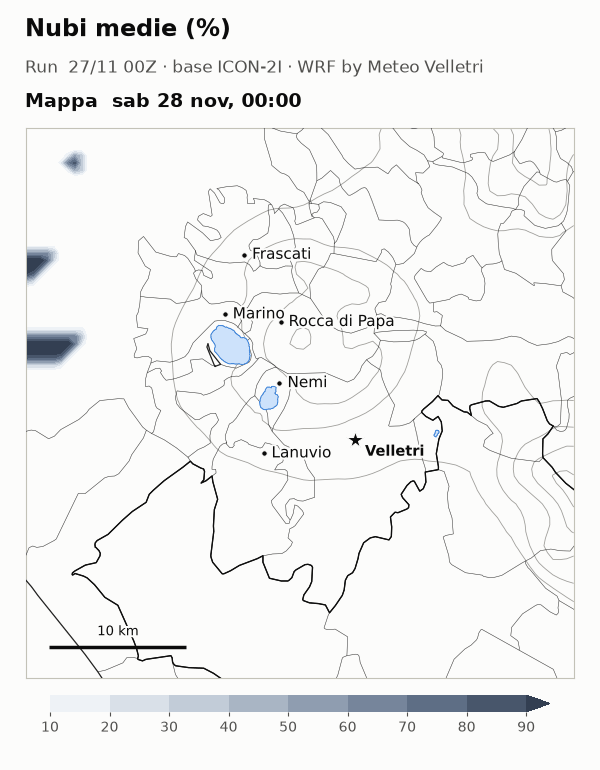 Nubi medie (%)
Run  27/11 00Z · base ICON-2I · WRF by Meteo Velletri
Mappa  sab 28 nov, 00:00
Frascati
Marino
Rocca di Papa
Nemi
Velletri
Lanuvio
10 km
10 20 30 40 50 60 70 80 90